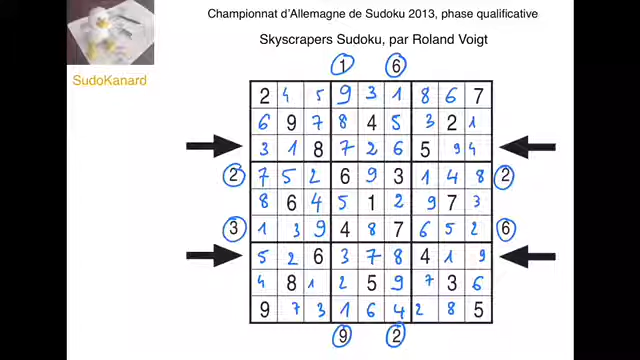 Championnat d'Allemagne de Sudoku 2013, phase qualificative
Skyscrapers Sudoku, par Roland Voigt
SudoKanard
1 6
2 4 5 9 3 1 8 6 7
6 9 7 8 4 5 3 2 1
3 1 8 7 2 6 5 9 4
2 7 5 2 6 9 3 1 4 8 2
8 6 4 5 1 2 9 7 3
3 1 3 9 4 8 7 6 5 2 6
5 2 6 3 7 8 4 1 9
4 8 1 2 5 9 7 3 6
9 7 3 1 6 4 2 8 5
9 2